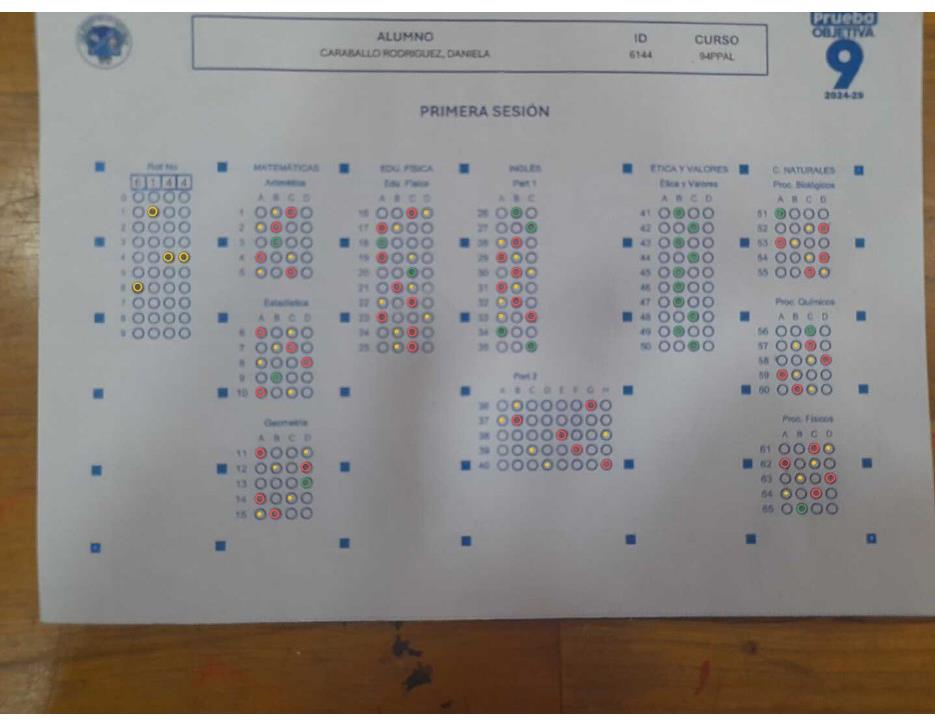 Prueba
OBJETIVA
9
2024-25
ALUMNO
ID
CURSO
CARABALLO RODRIGUEZ, DANIELA
6144
94PPAL
PRIMERA SESIÓN
Rot No
6 1 4 4
0
1
2
3
4
5
6
7
8
9
MATEMÁTICAS
Aritmética
A B C D
1
2
3
4
5
Estadística
A B C D
6
7
8
9
10
Geometría
A B C D
11
12
13
14
15
EDU. FÍSICA
Edu. Física
A B C D
16
17
18
19
20
21
22
23
24
25
INGLÉS
Part 1
A B C
26
27
28
29
30
31
32
33
34
35
Part 2
A B C D E F G H
36
37
38
39
40
ÉTICA Y VALORES
Ética y Valores
A B C D
41
42
43
44
45
46
47
48
49
50
C. NATURALES
Proc. Biológicos
A B C D
51
52
53
54
55
Proc. Químicos
A B C D
56
57
58
59
60
Proc. Físicos
A B C D
61
62
63
64
65